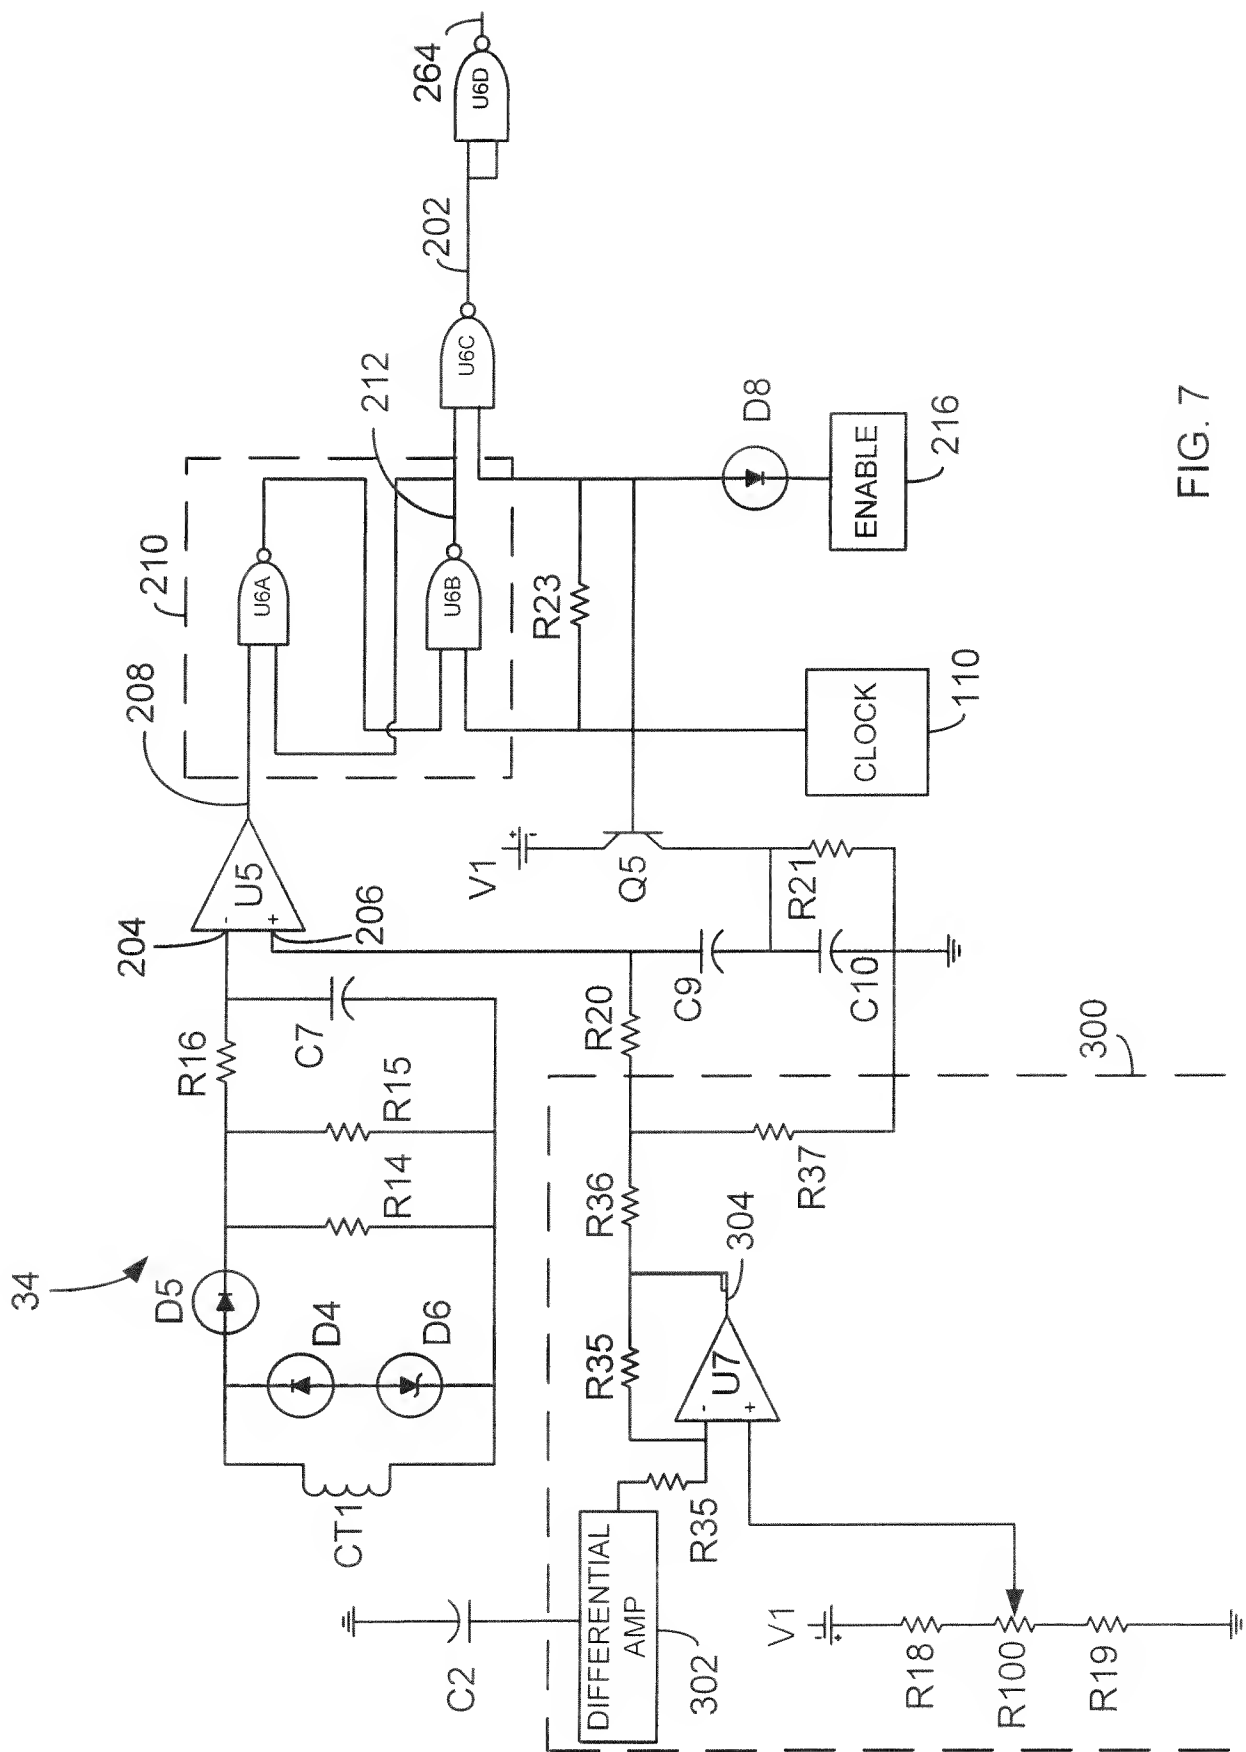 34
CT1
D5
D4
D6
R14
R15
R16
C7
204
206
-
+
U5
208
210
U6A
U6B
212
U6C
202
U6D
264
R23
D8
ENABLE
216
CLOCK
110
V1
+
-
Q5
R21
C9
C10
R20
300
R37
R36
304
R35
U7
-
+
R35
C2
DIFFERENTIAL
AMP
302
V1
-
+
R18
R100
R19
FIG. 7